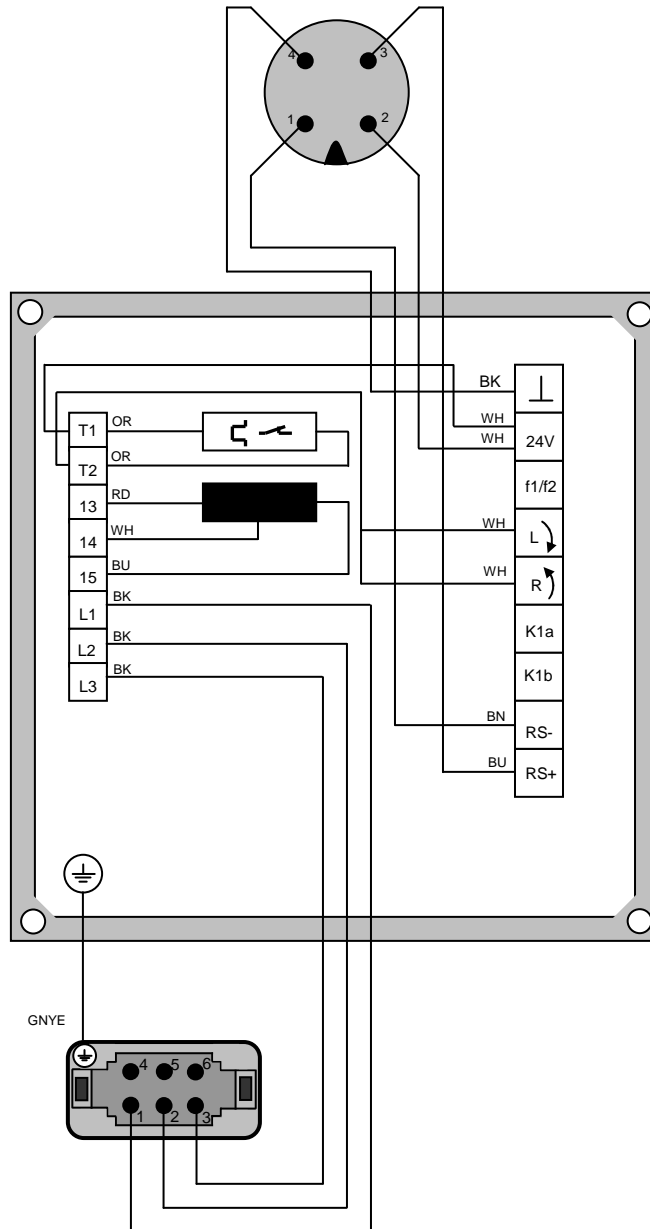 4
3
1
2
T1
OR
T2
OR
13
RD
14
WH
15
BU
L1
BK
L2
BK
L3
BK
BK
WH
WH
24V
f1/f2
WH
L
WH
R
K1a
K1b
BN
RS-
BU
RS+
GNYE
4
5
6
1
2
3